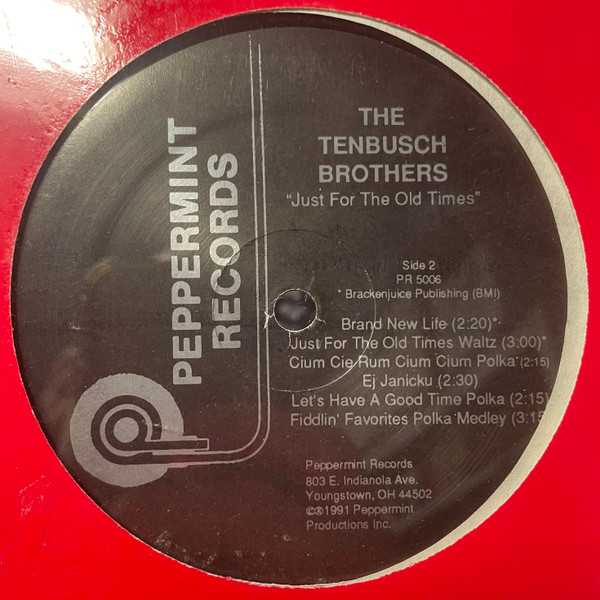 PEPPERMINT
RECORDS
THE
TENBUSCH
BROTHERS
"Just For The Old Times"
Side 2
PR 5006
* Brackenjuice Publishing (BMI)
Brand New Life (2:20)*
Just For The Old Times Waltz (3:00)*
Cium Cie Rum Cium Cium Polka (2:15)
Ej Janicku (2:30)
Let's Have A Good Time Polka (2:15)
Fiddlin' Favorites Polka Medley (3:15
Peppermint Records
803 E. Indianola Ave.
Youngstown, OH 44502
©®1991 Peppermint
Productions Inc.